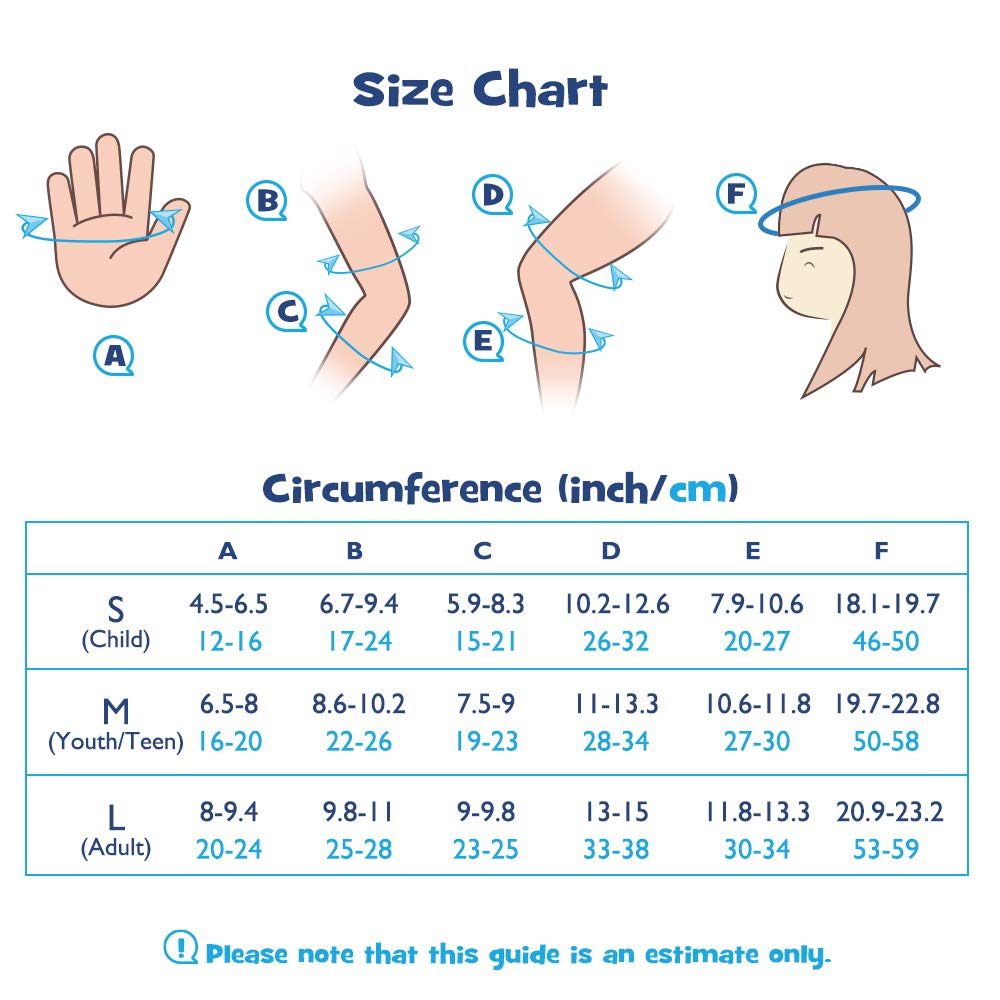 Size Chart
B
D
F
C
E
A
Circumference (inch/cm)
A B C D E F
S 4.5-6.5 6.7-9.4 5.9-8.3 10.2-12.6 7.9-10.6 18.1-19.7
(Child) 12-16 17-24 15-21 26-32 20-27 46-50
M 6.5-8 8.6-10.2 7.5-9 11-13.3 10.6-11.8 19.7-22.8
(Youth/Teen) 16-20 22-26 19-23 28-34 27-30 50-58
L 8-9.4 9.8-11 9-9.8 13-15 11.8-13.3 20.9-23.2
(Adult) 20-24 25-28 23-25 33-38 30-34 53-59
! Please note that this guide is an estimate only.